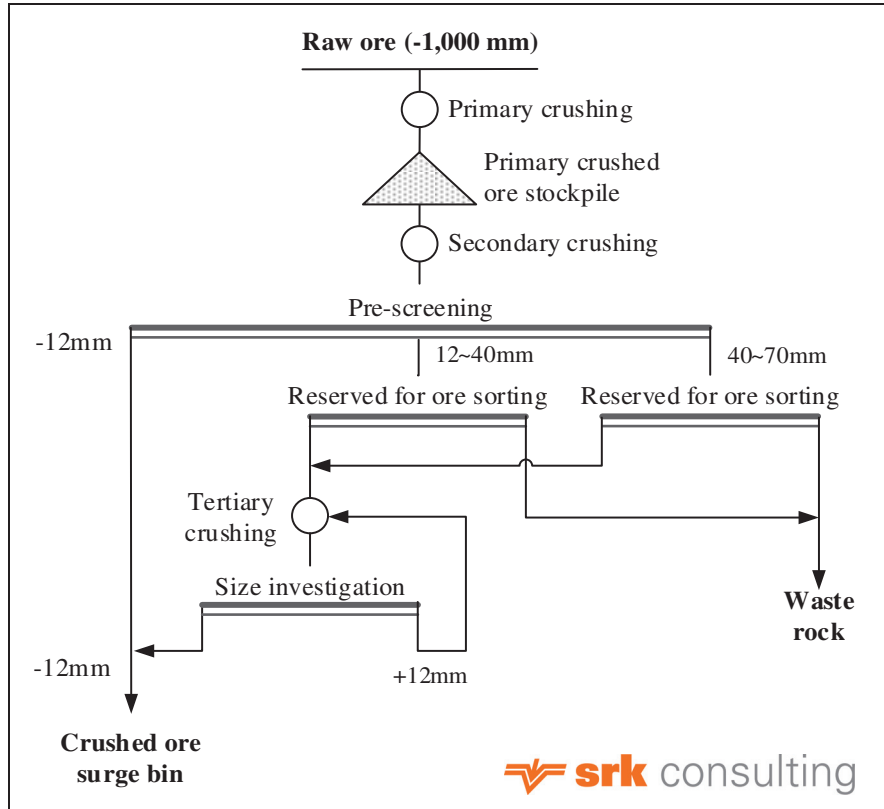 Raw ore (-1,000 mm)
Primary crushing
Primary crushed
ore stockpile
Secondary crushing
Pre-screening
-12mm
12~40mm
40~70mm
Reserved for ore sorting
Reserved for ore sorting
Tertiary
crushing
Size investigation
Waste
rock
-12mm
+12mm
Crushed ore
surge bin
srk consulting